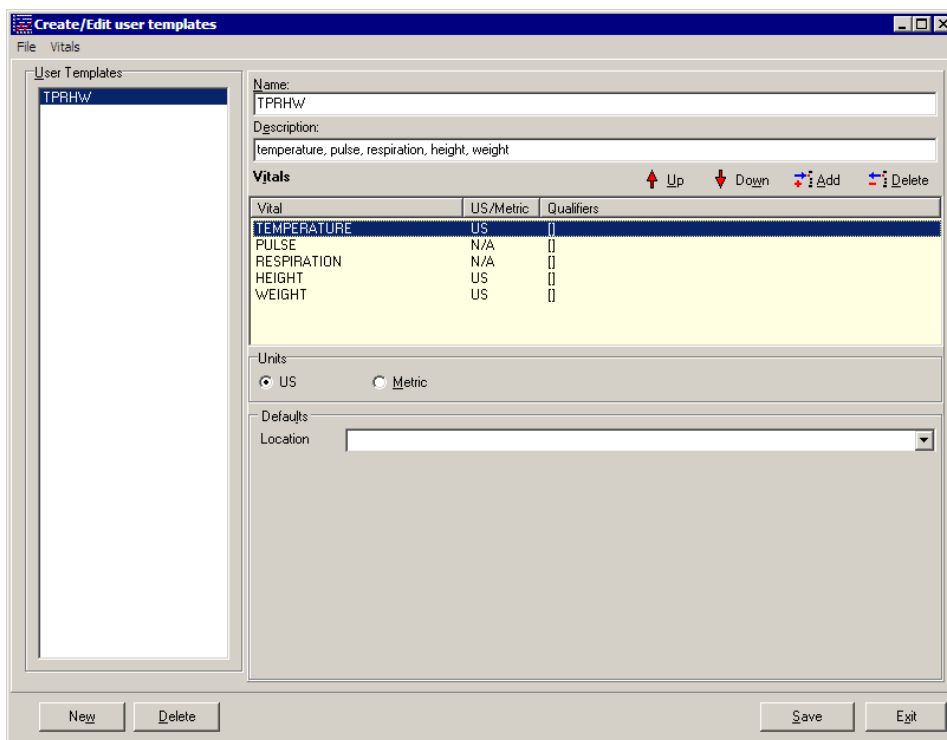 Create/Edit user templates
File Vitals
User Templates
TPRHW
Name:
TPRHW
Description:
temperature, pulse, respiration, height, weight
Vitals Up Down Add Delete
Vital US/Metric Qualifiers
TEMPERATURE US []
PULSE N/A []
RESPIRATION N/A []
HEIGHT US []
WEIGHT US []
Units
US Metric
Defaults
Location
New Delete Save Exit